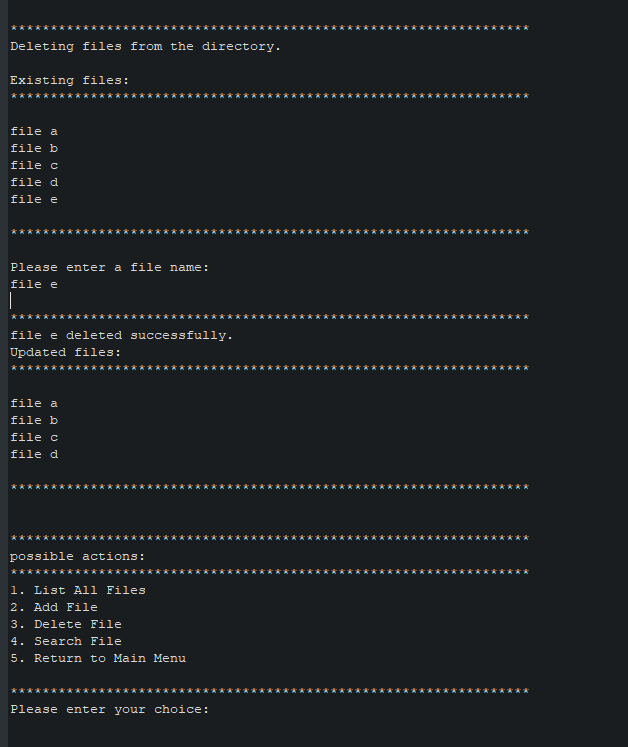 *****************************************************************
Deleting files from the directory.
Existing files:
*****************************************************************
file a
file b
file c
file d
file e
*****************************************************************
Please enter a file name:
file e
*****************************************************************
file e deleted successfully.
Updated files:
*****************************************************************
file a
file b
file c
file d
*****************************************************************
*****************************************************************
possible actions:
*****************************************************************
1. List All Files
2. Add File
3. Delete File
4. Search File
5. Return to Main Menu
*****************************************************************
Please enter your choice: